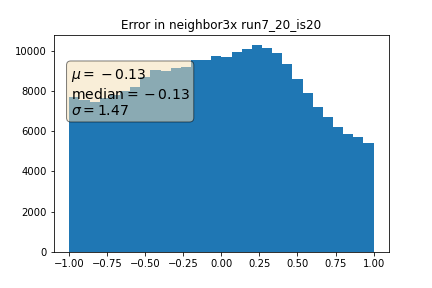 Error in neighbor3x run7_20_is20
10000
8000
6000
4000
2000
0
μ = −0.13
median = −0.13
σ = 1.47
−1.00 −0.75 −0.50 −0.25 0.00 0.25 0.50 0.75 1.00